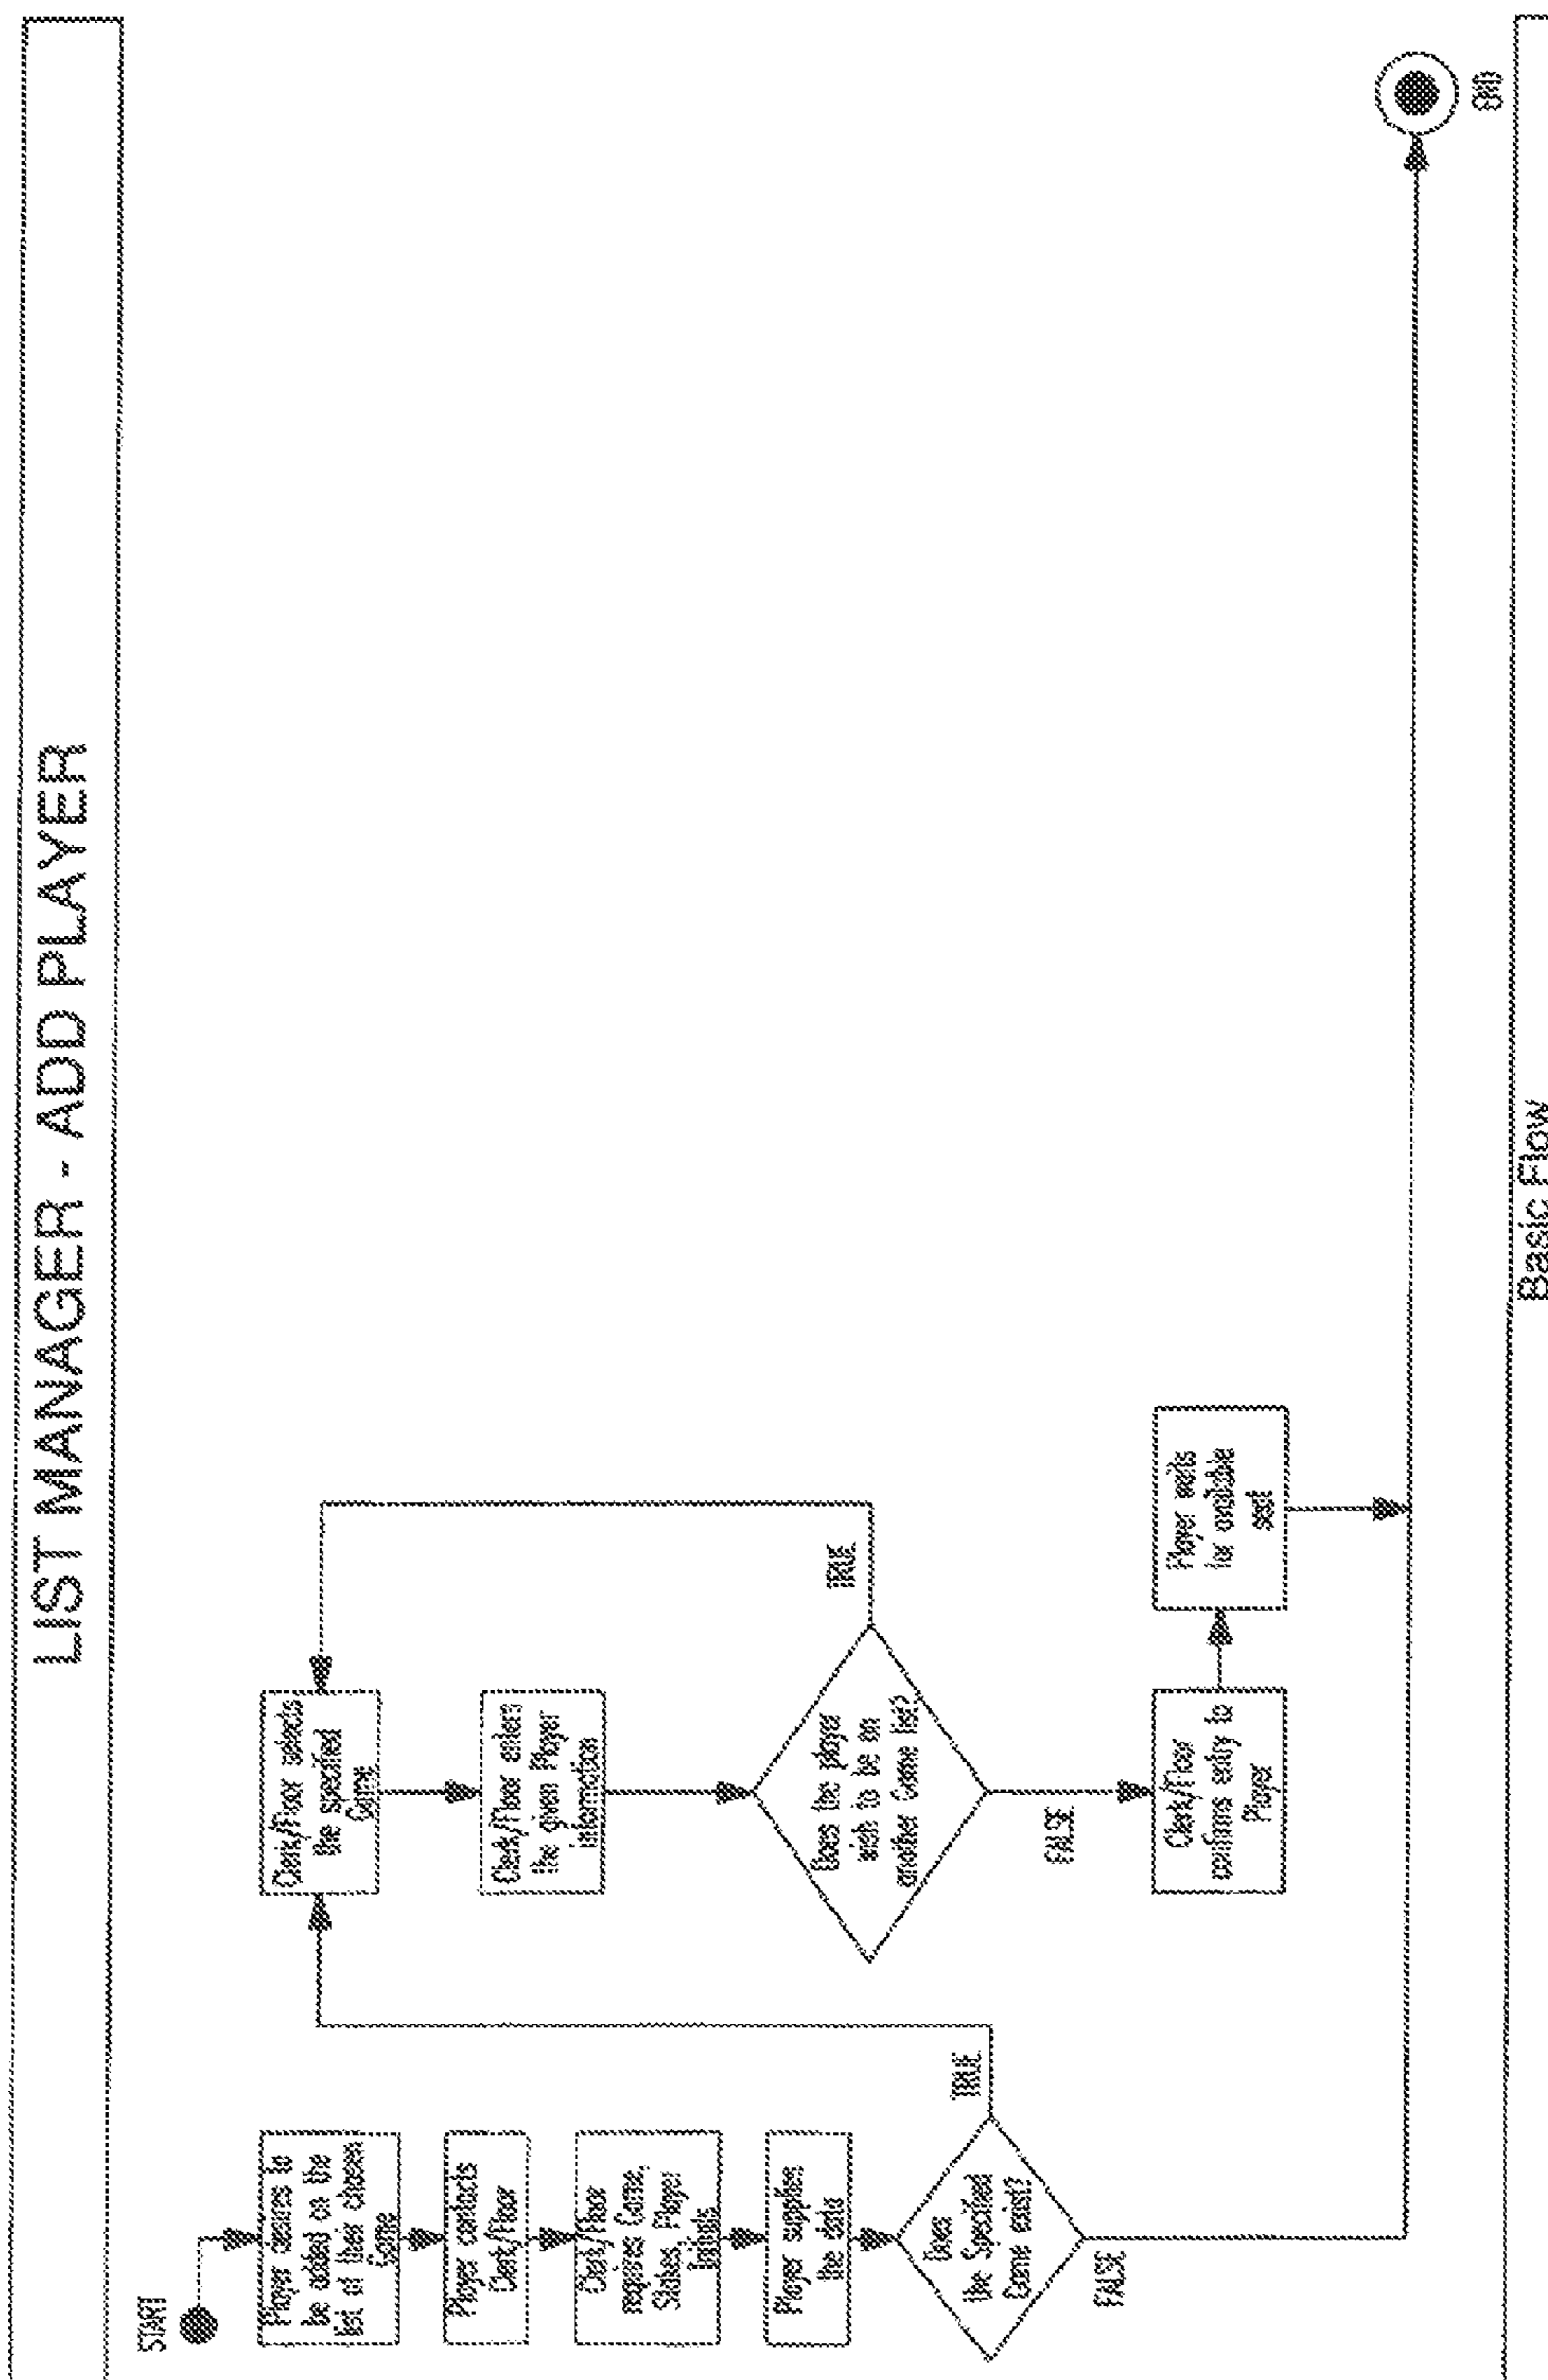 LIST MANAGER - ADD PLAYER
START
Player desires to
be added on the
list of their chosen
Game
Player contacts
Clerk/Floor
Clerk/Floor
requires Game,
Stakes, Player
Initials
Player supplies
the data
Does
the Specified
Game exist?
TRUE
FALSE
Clerk/Floor selects
the specified
Game
Clerk/Floor enters
the given Player
information
Does the player
wish to be on
another Game list?
TRUE
FALSE
Clerk/Floor
confirms entry to
Player
Player waits
for available
seat
END
Basic Flow